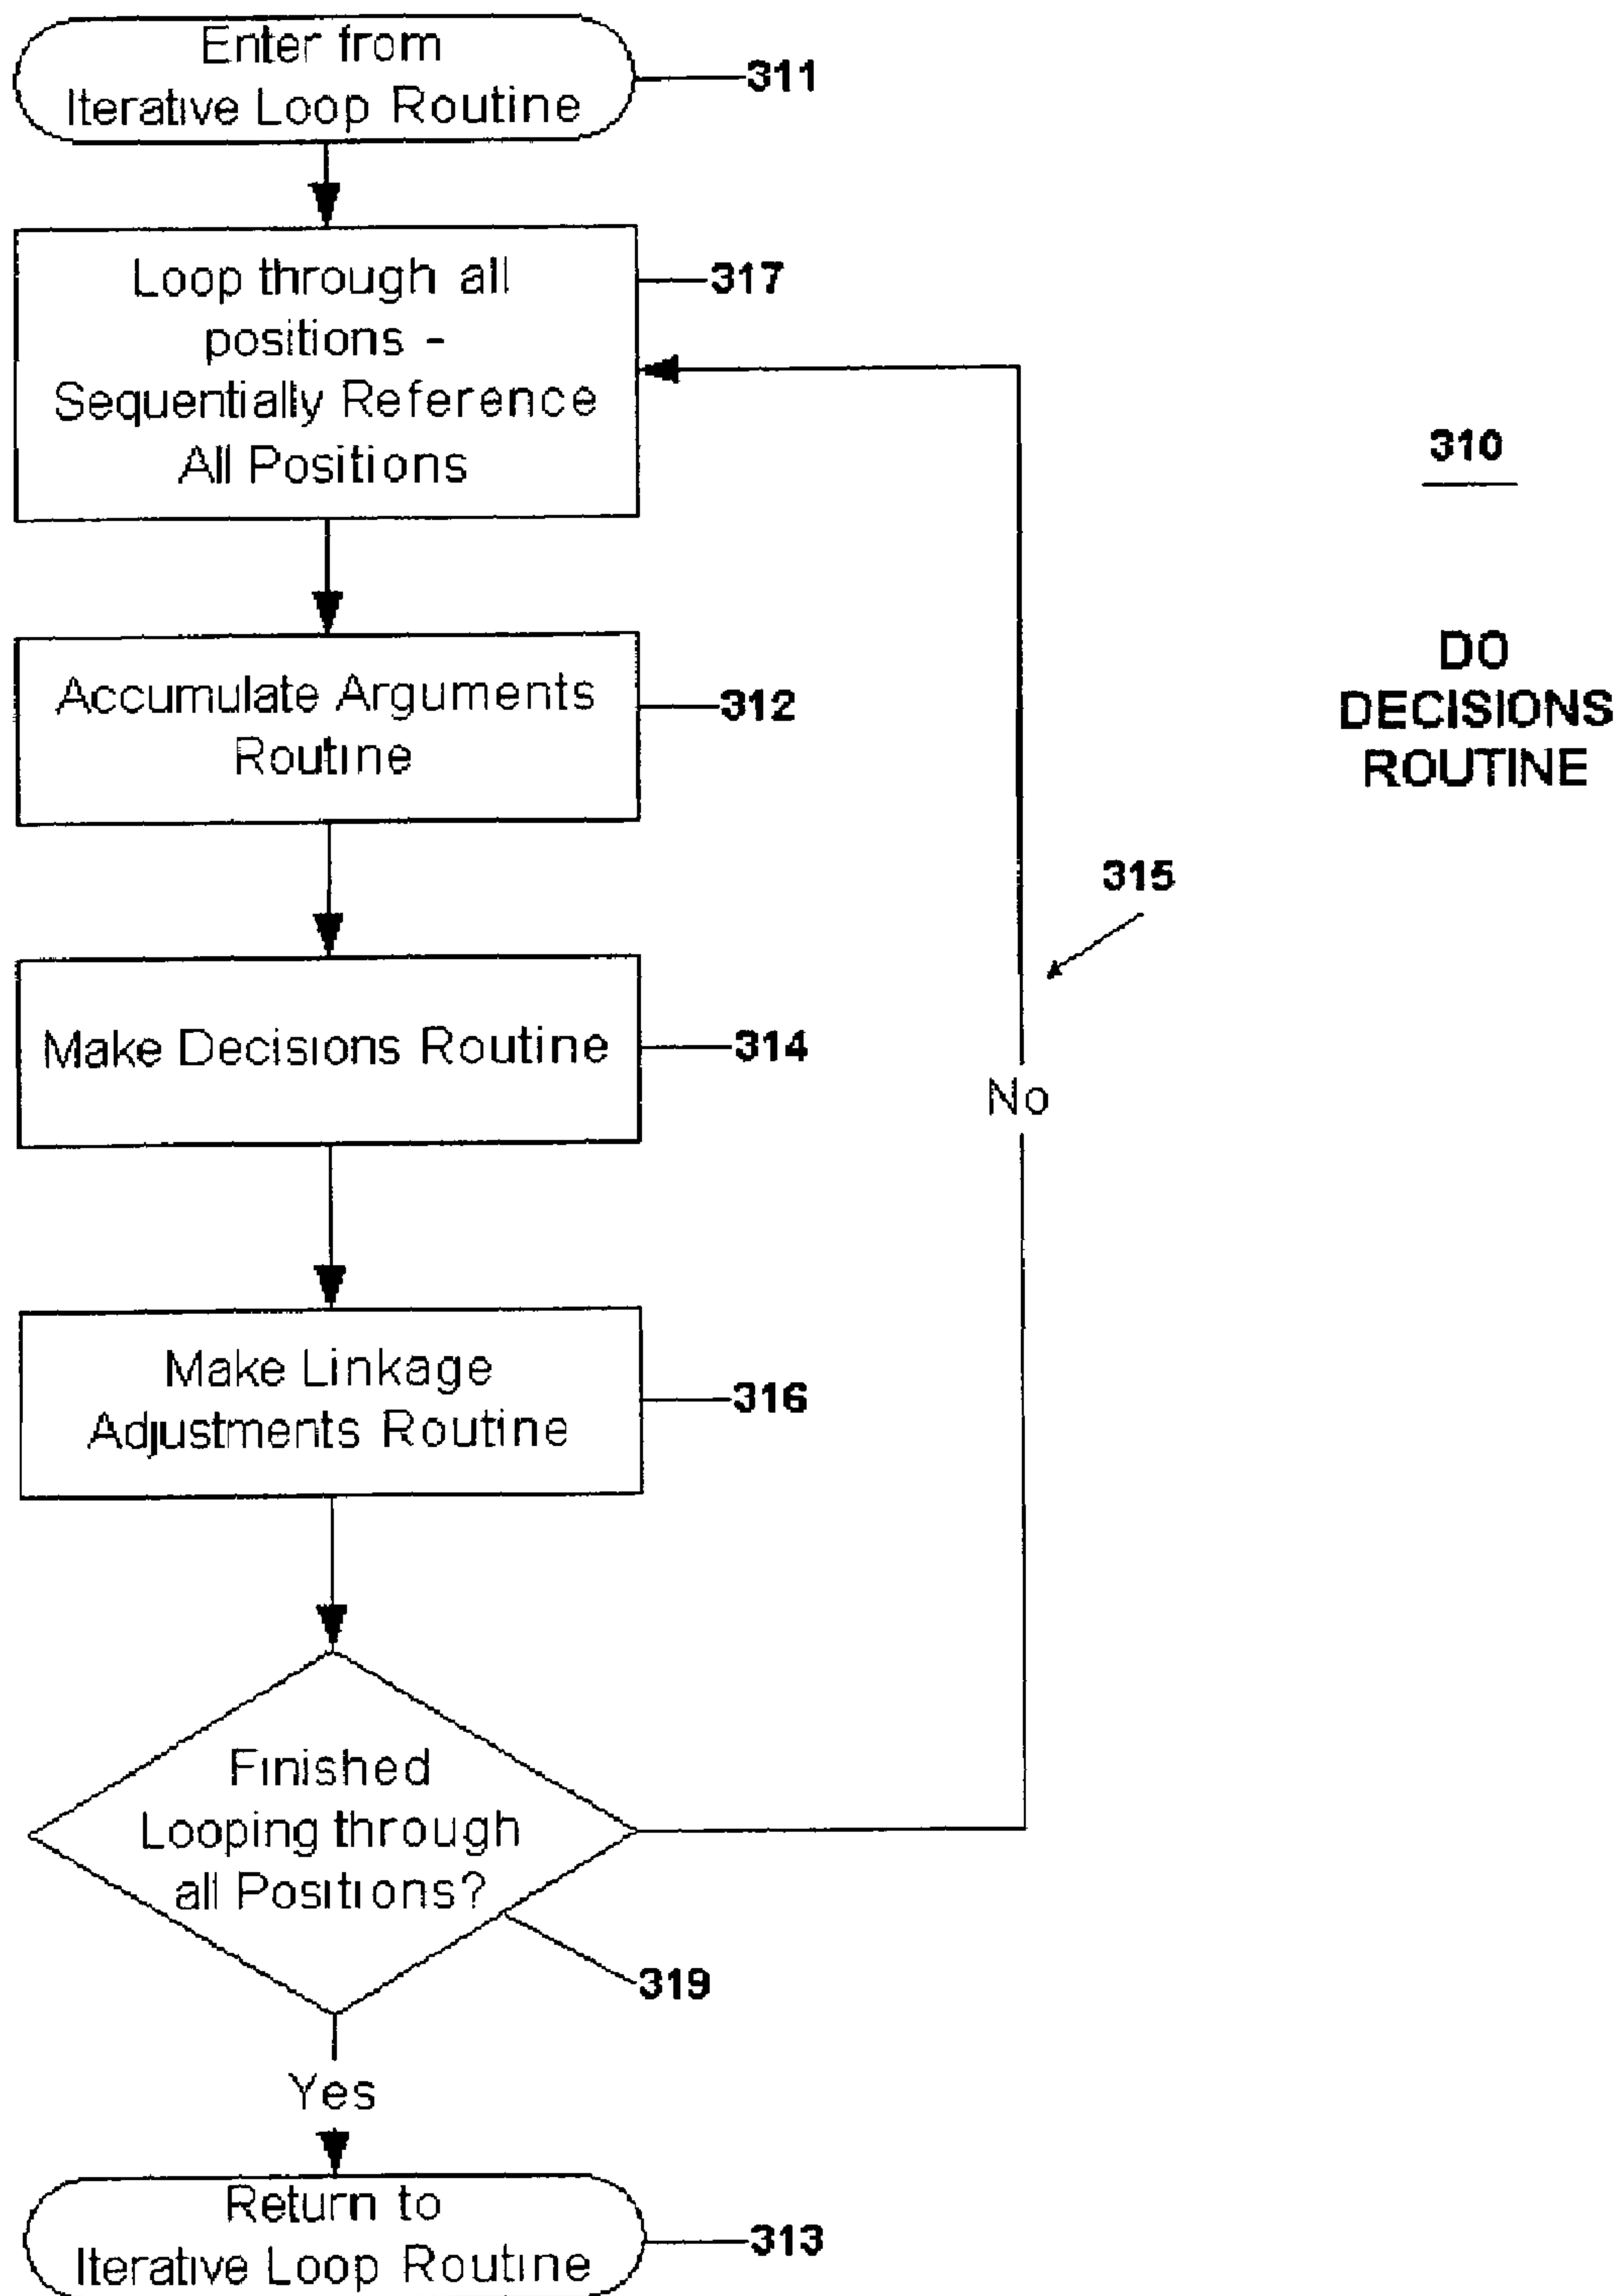 Enter from
Iterative Loop Routine
311
Loop through all
positions -
Sequentially Reference
All Positions
317
310
DO
DECISIONS
ROUTINE
Accumulate Arguments
Routine
312
315
Make Decisions Routine
314
No
Make Linkage
Adjustments Routine
316
Finished
Looping through
all Positions?
319
Yes
Return to
Iterative Loop Routine
313